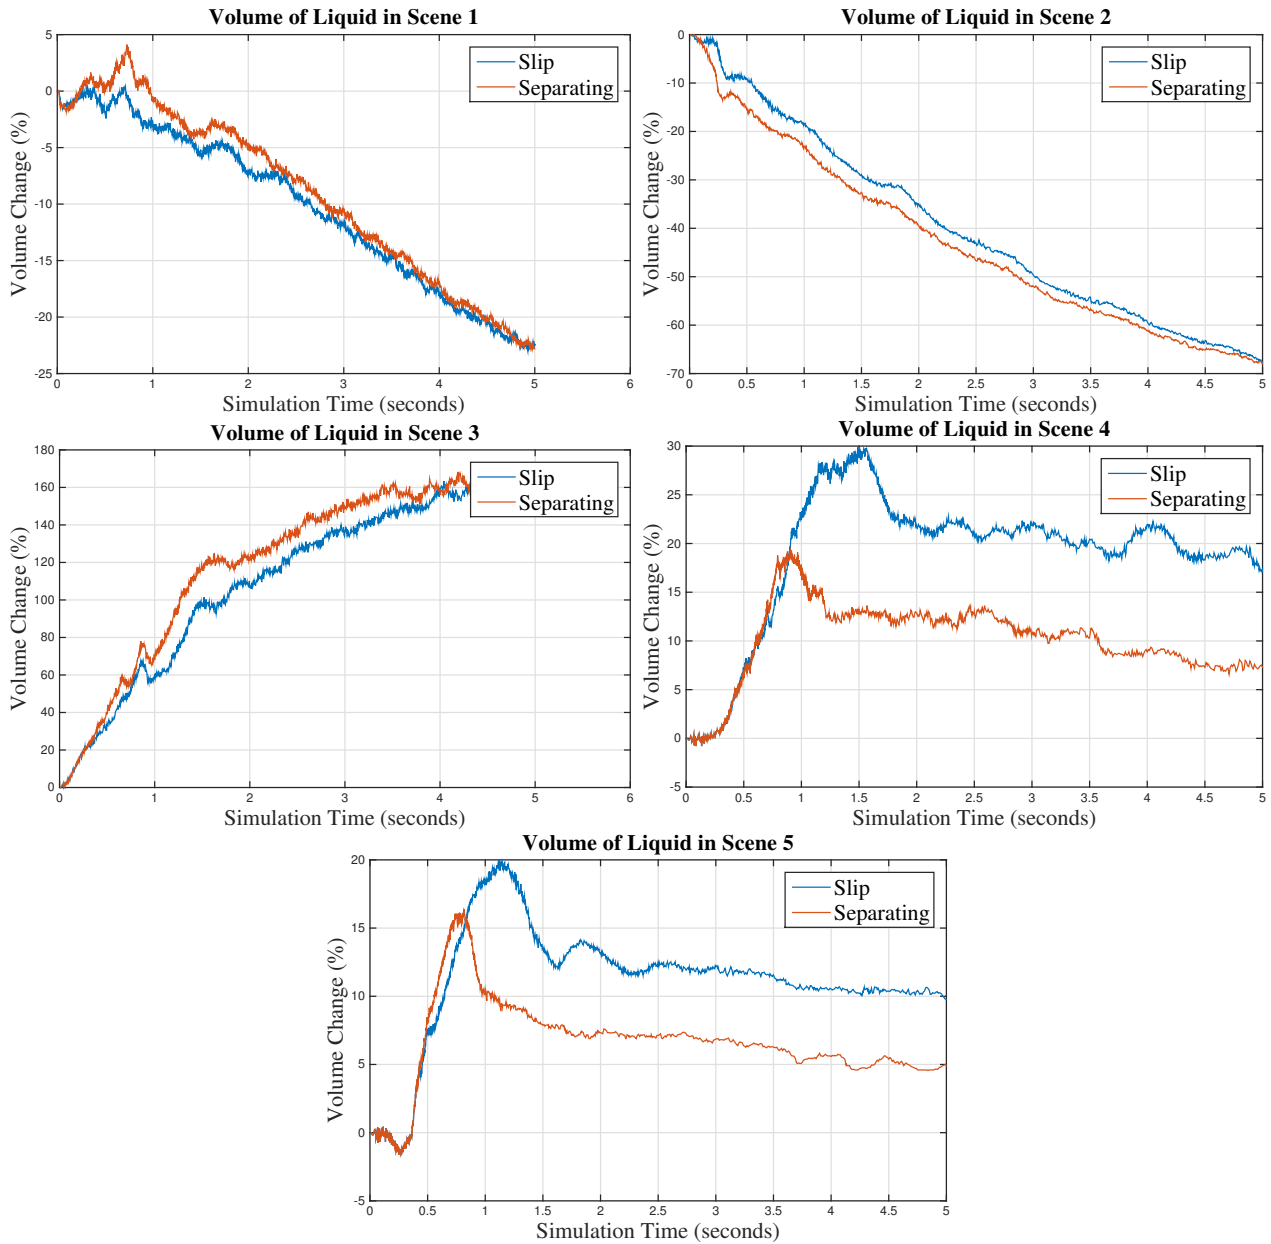 Volume of Liquid in Scene 1
5
0
-5
-10
-15
-20
-25
Volume Change (%)
Slip
Separating
0 1 2 3 4 5 6
Simulation Time (seconds)
Volume of Liquid in Scene 2
0
-10
-20
-30
-40
-50
-60
-70
Volume Change (%)
Slip
Separating
0 0.5 1 1.5 2 2.5 3 3.5 4 4.5 5
Simulation Time (seconds)
Volume of Liquid in Scene 3
180
160
140
120
100
80
60
40
20
0
Volume Change (%)
Slip
Separating
0 1 2 3 4 5 6
Simulation Time (seconds)
Volume of Liquid in Scene 4
30
25
20
15
10
5
0
-5
Volume Change (%)
Slip
Separating
0 0.5 1 1.5 2 2.5 3 3.5 4 4.5 5
Simulation Time (seconds)
Volume of Liquid in Scene 5
20
15
10
5
0
-5
Volume Change (%)
Slip
Separating
0 0.5 1 1.5 2 2.5 3 3.5 4 4.5 5
Simulation Time (seconds)